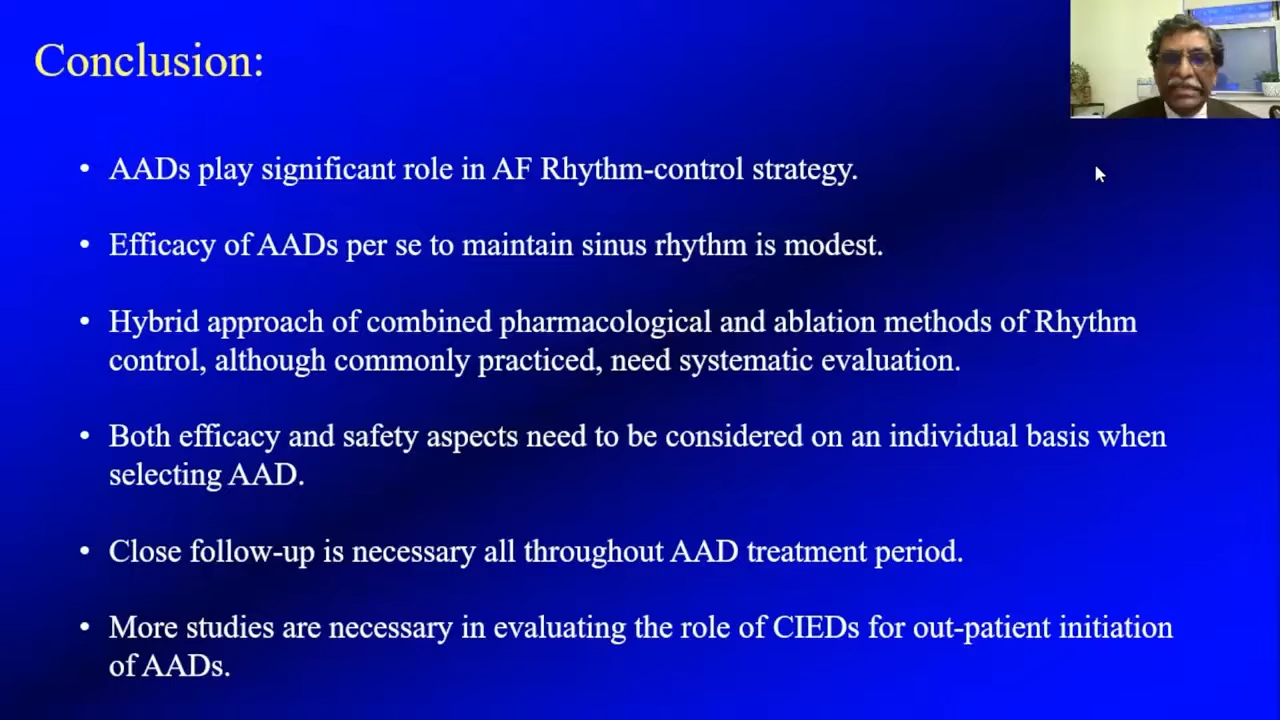 Conclusion:
• AADs play significant role in AF Rhythm-control strategy.
• Efficacy of AADs per se to maintain sinus rhythm is modest.
• Hybrid approach of combined pharmacological and ablation methods of Rhythm
control, although commonly practiced, need systematic evaluation.
• Both efficacy and safety aspects need to be considered on an individual basis when
selecting AAD.
• Close follow-up is necessary all throughout AAD treatment period.
• More studies are necessary in evaluating the role of CIEDs for out-patient initiation
of AADs.